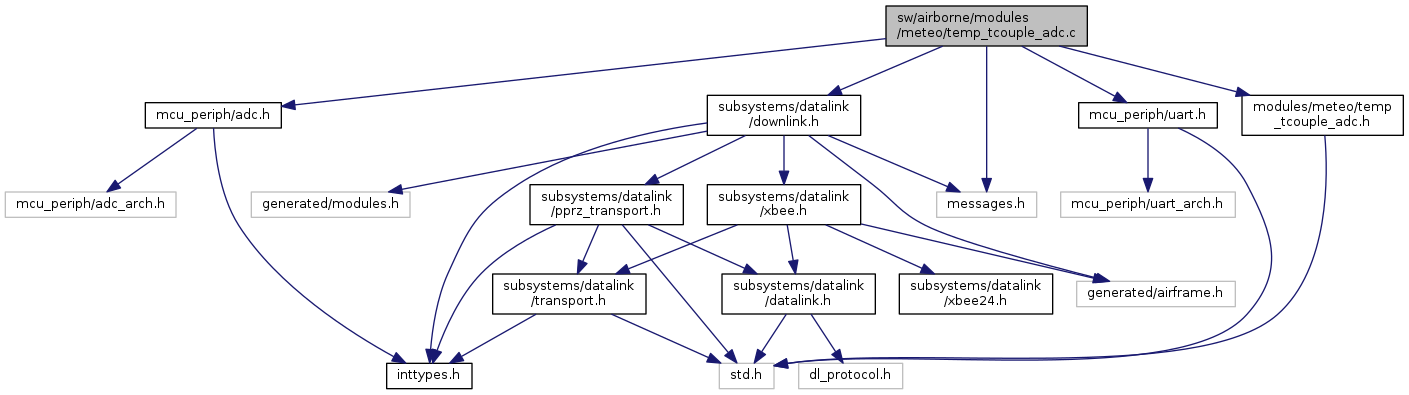 sw/airborne/modules
/meteo/temp_tcouple_adc.c
mcu_periph/adc.h
subsystems/datalink
/downlink.h
mcu_periph/uart.h
modules/meteo/temp
_tcouple_adc.h
mcu_periph/adc_arch.h
generated/modules.h
subsystems/datalink
/pprz_transport.h
subsystems/datalink
/xbee.h
messages.h
mcu_periph/uart_arch.h
subsystems/datalink
/transport.h
subsystems/datalink
/datalink.h
subsystems/datalink
/xbee24.h
generated/airframe.h
inttypes.h
std.h
dl_protocol.h